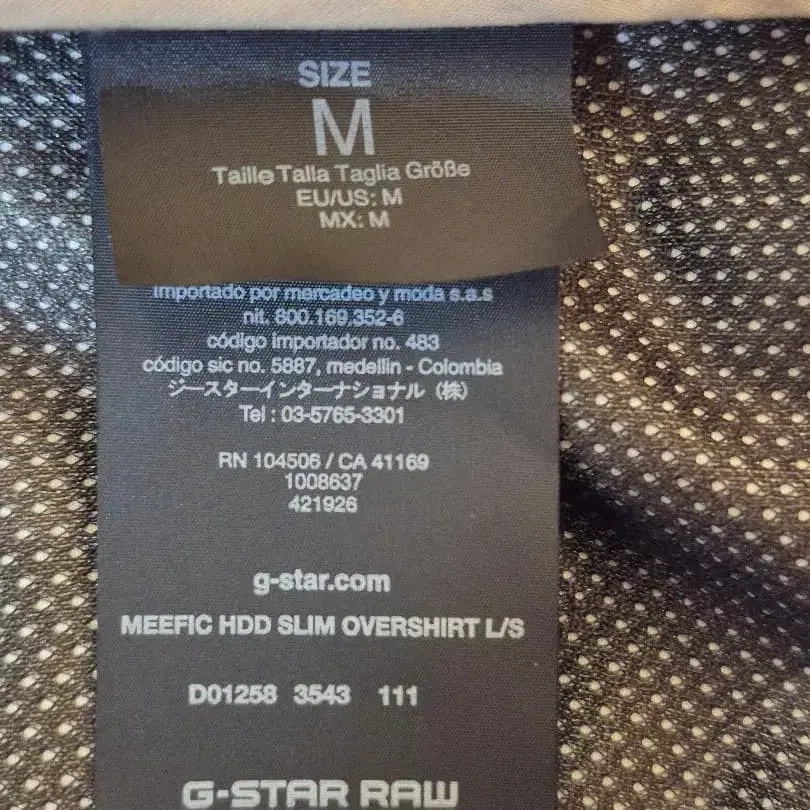 SIZE
M
Taille Talla Taglia Größe
EU/US: M
MX: M
importado por mercadeo y moda s.a.s
nit. 800.169.352-6
código importador no. 483
código sic no. 5887, medellin - Colombia
ジースターインターナショナル（株）
Tel : 03-5765-3301
RN 104506 / CA 41169
1008637
421926
g-star.com
MEEFIC HDD SLIM OVERSHIRT L/S
D01258 3543 111
G-STAR RAW